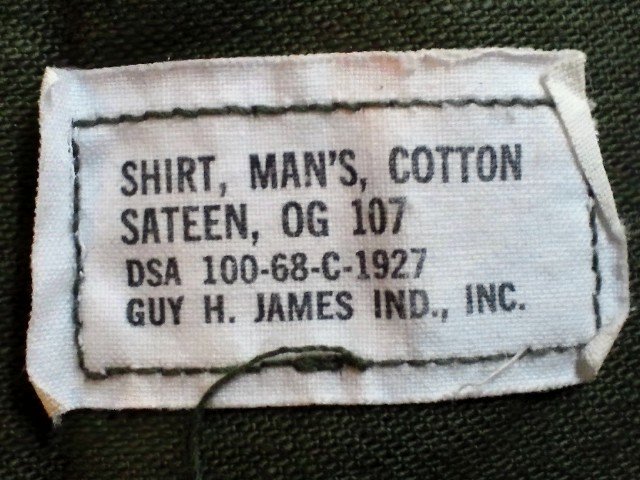 SHIRT, MAN'S, COTTON
SATEEN, OG 107
DSA 100-68-C-1927
GUY H. JAMES IND., INC.